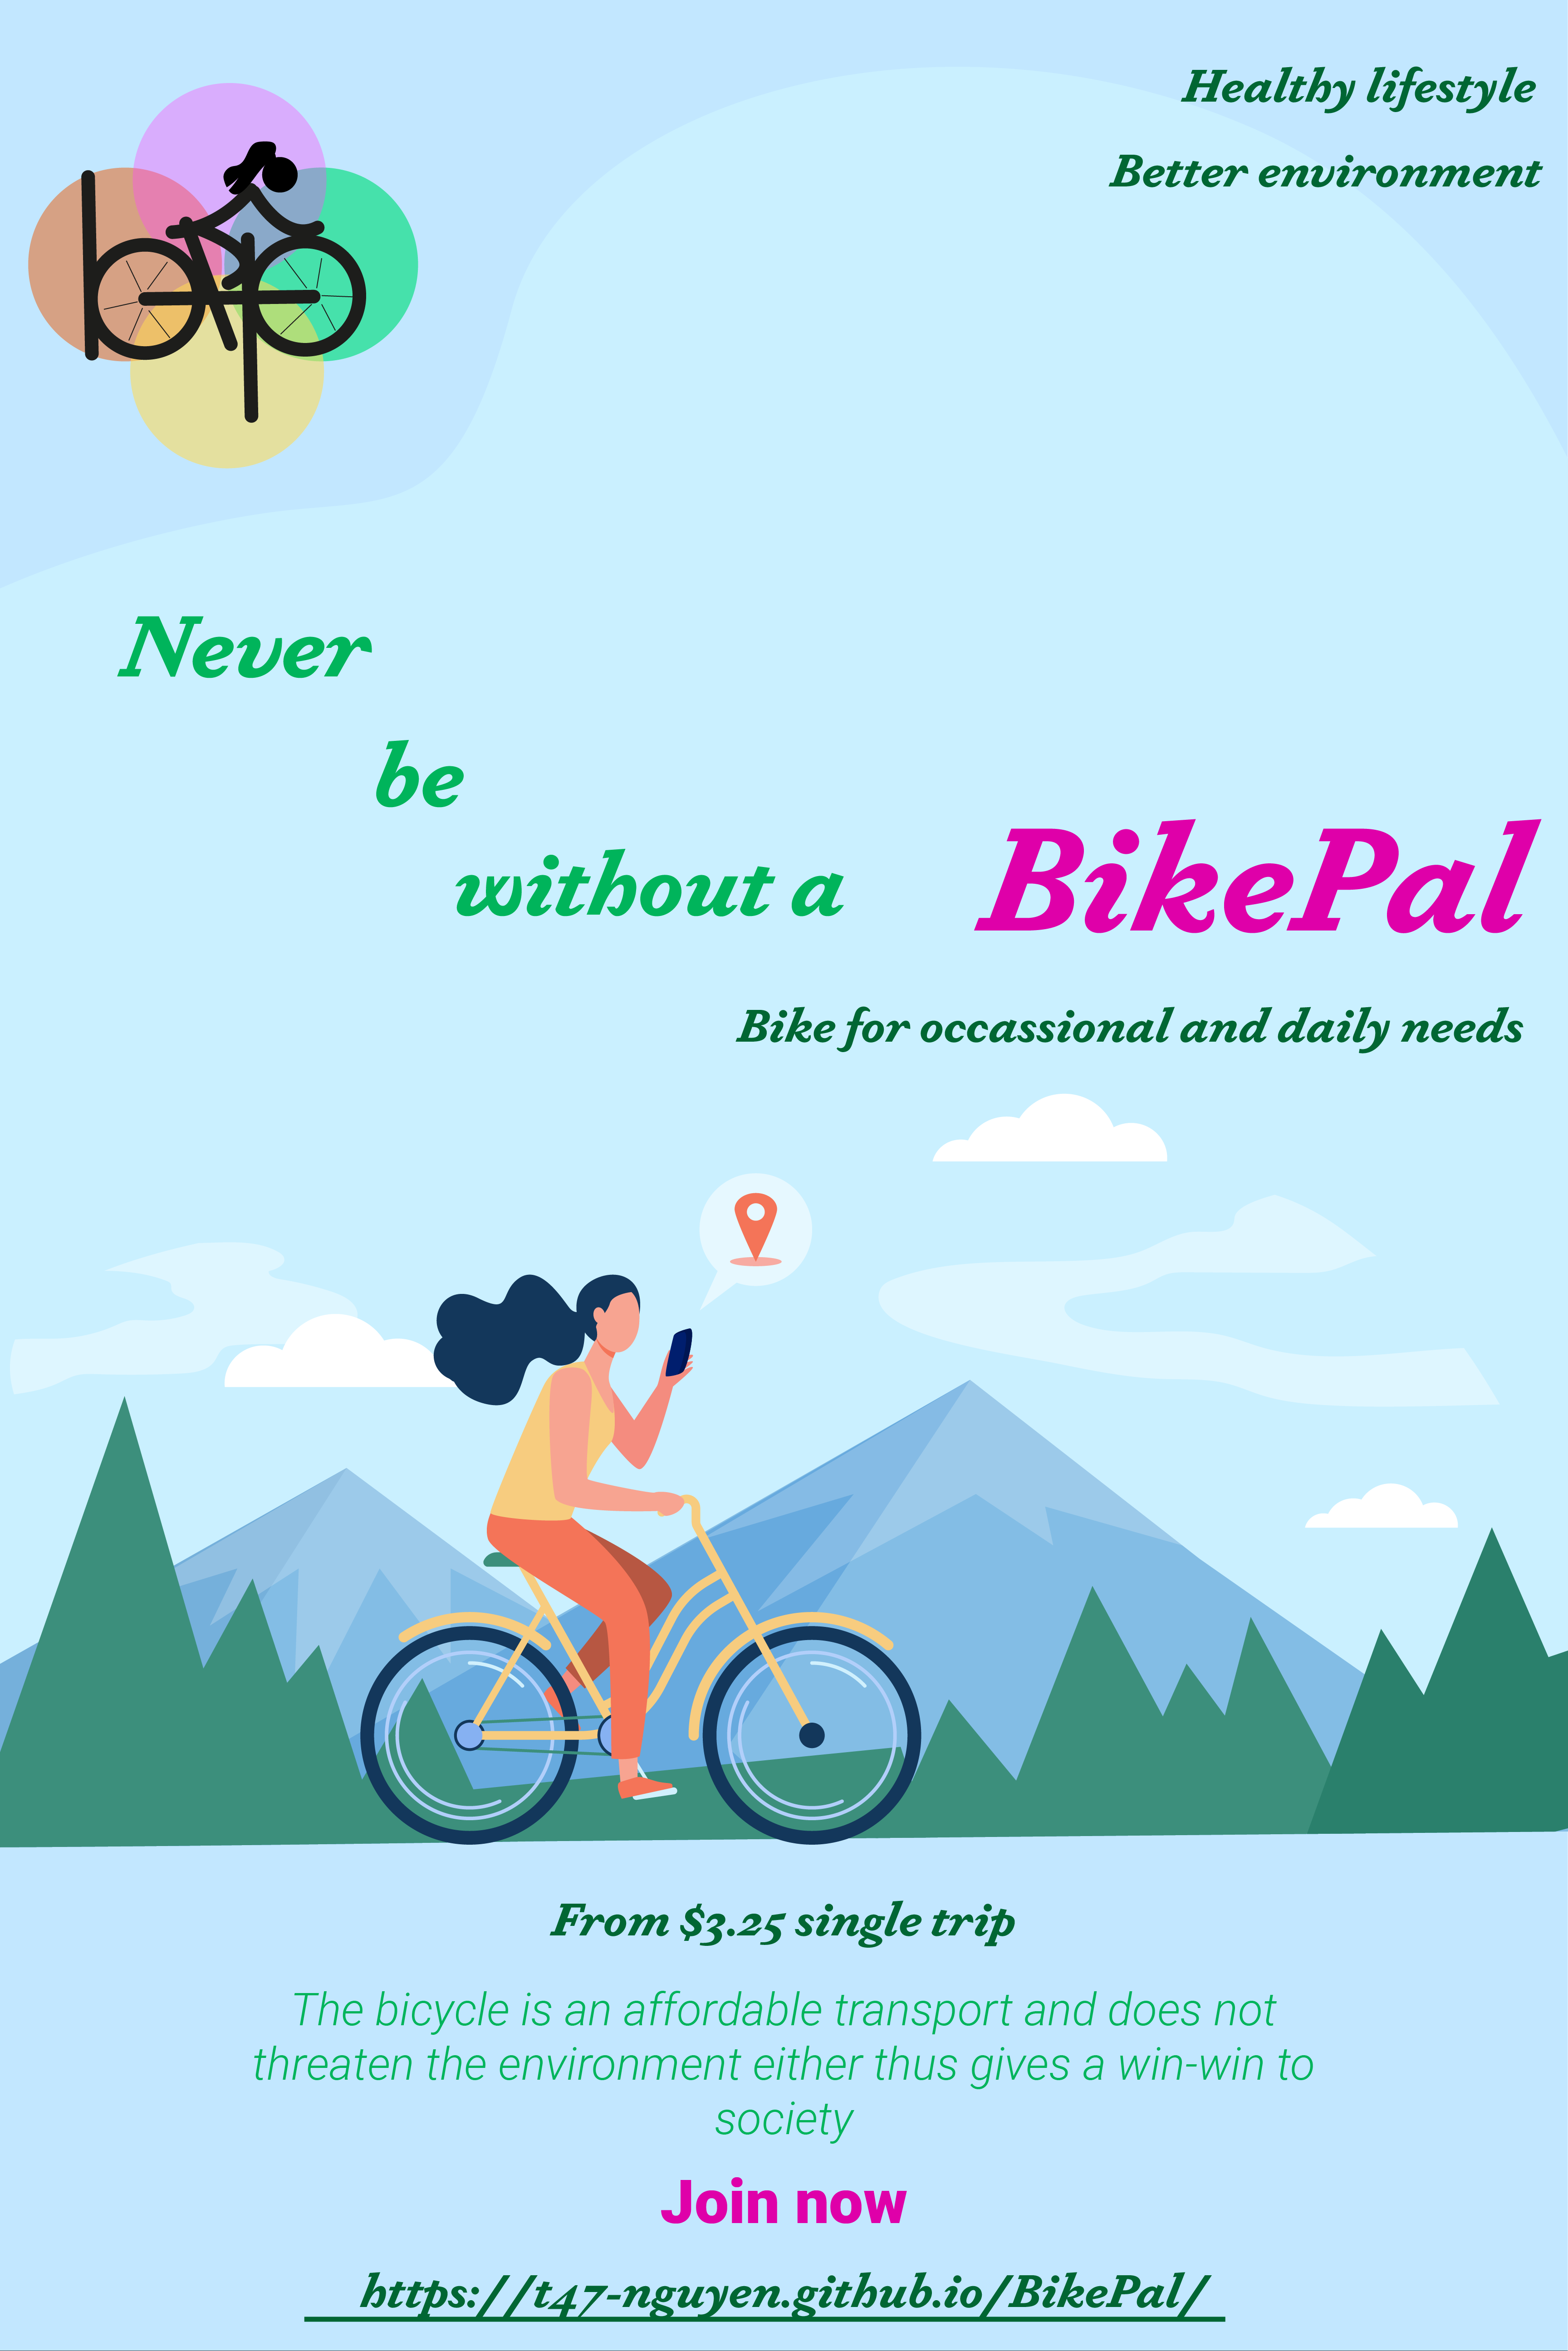 Healthy lifestyle
Better environment
Never
be
without a BikePal
Bike for occassional and daily needs
From $3.25 single trip
The bicycle is an affordable transport and does not
threaten the environment either thus gives a win-win to
society
Join now
https://t47-nguyen.github.io/BikePal/